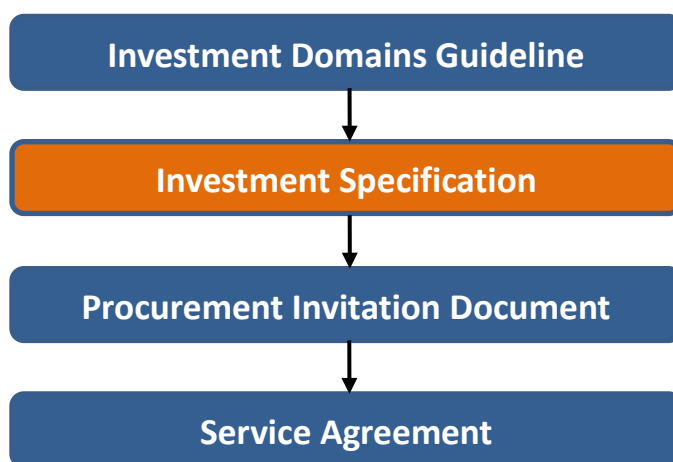 Investment Domains Guideline
Investment Specification
Procurement Invitation Document
Service Agreement